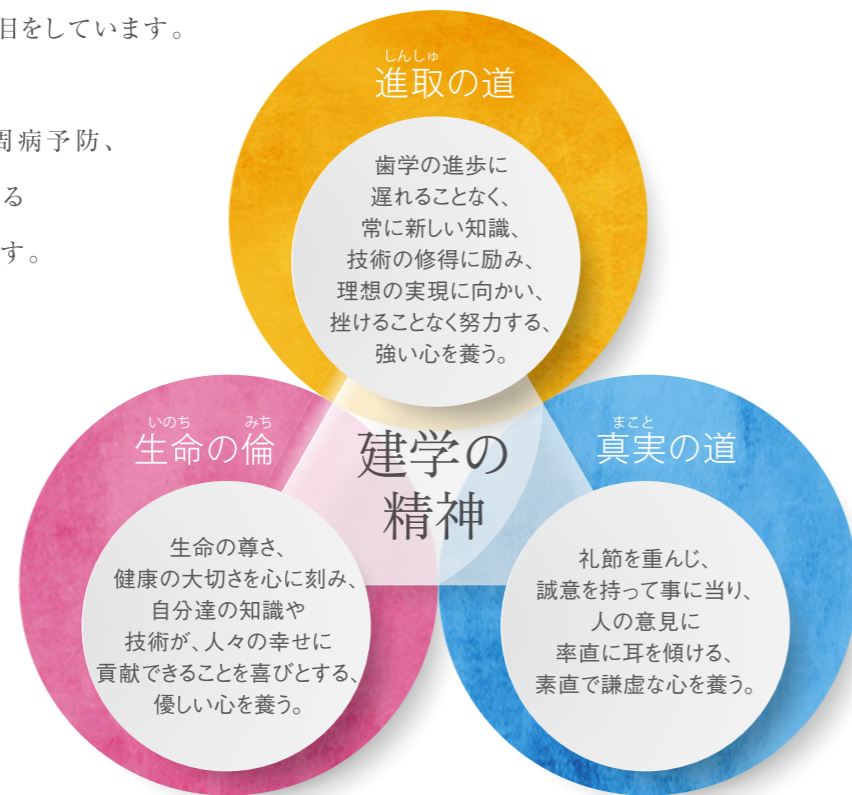 目をしています。
周病予防、
る
す。
しんしゅ
進取の道
歯学の進歩に
遅れることなく、
常に新しい知識、
技術の修得に励み、
理想の実現に向かい、
挫けることなく努力する、
強い心を養う。
建学の
精神
いのち みち
生命の倫
生命の尊さ、
健康の大切さを心に刻み、
自分達の知識や
技術が、人々の幸せに
貢献できることを喜びとする、
優しい心を養う。
まこと
真実の道
礼節を重んじ、
誠意を持って事に当り、
人の意見に
率直に耳を傾ける、
素直で謙虚な心を養う。